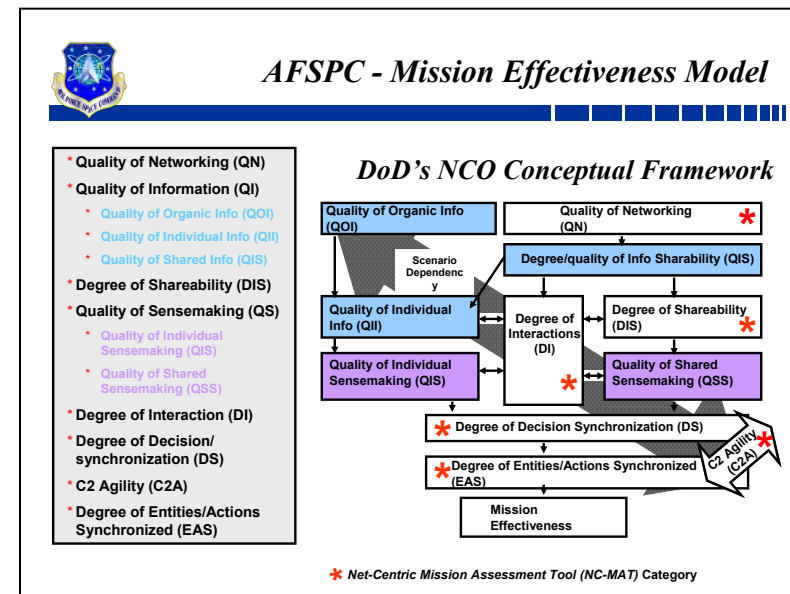 AFSPC - Mission Effectiveness Model
AIR FORCE SPACE COMMAND
* Quality of Networking (QN)
* Quality of Information (QI)
* Quality of Organic Info (QOI)
* Quality of Individual Info (QII)
* Quality of Shared Info (QIS)
* Degree of Shareability (DIS)
* Quality of Sensemaking (QS)
* Quality of Individual
Sensemaking (QIS)
* Quality of Shared
Sensemaking (QSS)
* Degree of Interaction (DI)
* Degree of Decision/
synchronization (DS)
* C2 Agility (C2A)
* Degree of Entities/Actions
Synchronized (EAS)
DoD's NCO Conceptual Framework
Quality of Organic Info
(QOI)
Quality of Networking
(QN)
*
Scenario
Dependenc
y
Degree/quality of Info Sharability (QIS)
Quality of Individual
Info (QII)
Degree of
Interactions
(DI)
*
Degree of Shareability
(DIS)
*
Quality of Individual
Sensemaking (QIS)
Quality of Shared
Sensemaking (QSS)
* Degree of Decision Synchronization (DS)
C2 Agility
(C2A)
*
* Degree of Entities/Actions Synchronized
(EAS)
Mission
Effectiveness
* Net-Centric Mission Assessment Tool (NC-MAT) Category